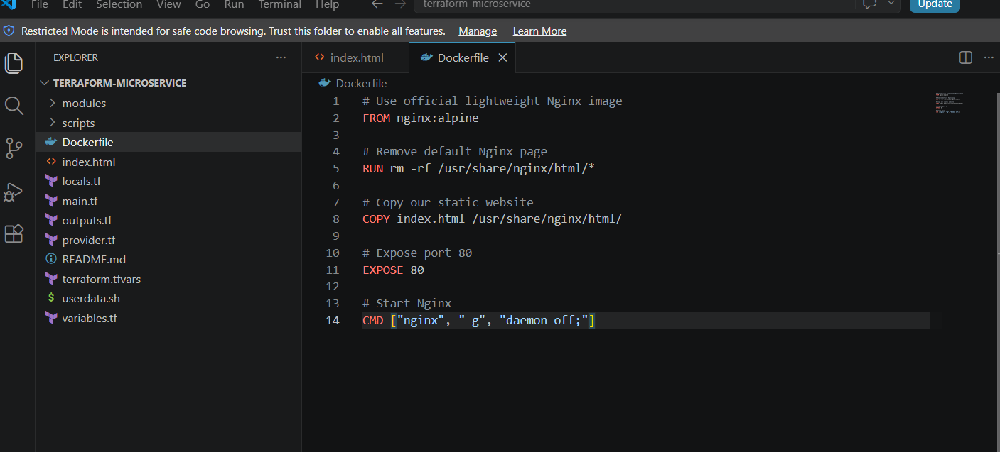 File Edit Selection View Go Run Terminal Help
terraform-microservice
Update
Restricted Mode is intended for safe code browsing. Trust this folder to enable all features. Manage Learn More
EXPLORER
index.html
Dockerfile
TERRAFORM-MICROSERVICE
modules
scripts
Dockerfile
index.html
locals.tf
main.tf
outputs.tf
provider.tf
README.md
terraform.tfvars
userdata.sh
variables.tf
Dockerfile
1 # Use official lightweight Nginx image
2 FROM nginx:alpine
3
4 # Remove default Nginx page
5 RUN rm -rf /usr/share/nginx/html/*
6
7 # Copy our static website
8 COPY index.html /usr/share/nginx/html/
9
10 # Expose port 80
11 EXPOSE 80
12
13 # Start Nginx
14 CMD ["nginx", "-g", "daemon off;"]